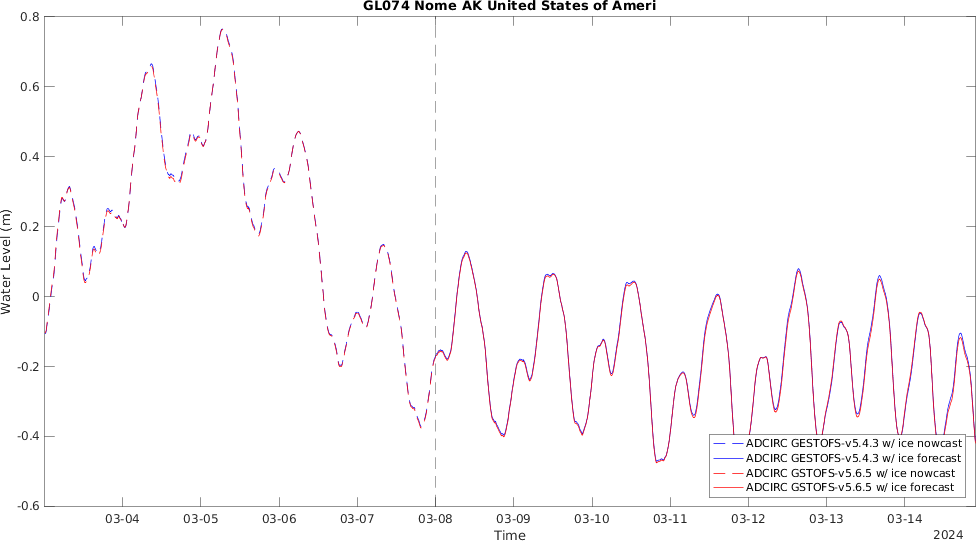 GL074 Nome AK United States of Ameri
0.8
0.6
0.4
0.2
0
-0.2
-0.4
-0.6
Water Level (m)
03-04 03-05 03-06 03-07 03-08 03-09 03-10 03-11 03-12 03-13 03-14
Time
2024
ADCIRC GESTOFS-v5.4.3 w/ ice nowcast
ADCIRC GESTOFS-v5.4.3 w/ ice forecast
ADCIRC GSTOFS-v5.6.5 w/ ice nowcast
ADCIRC GSTOFS-v5.6.5 w/ ice forecast